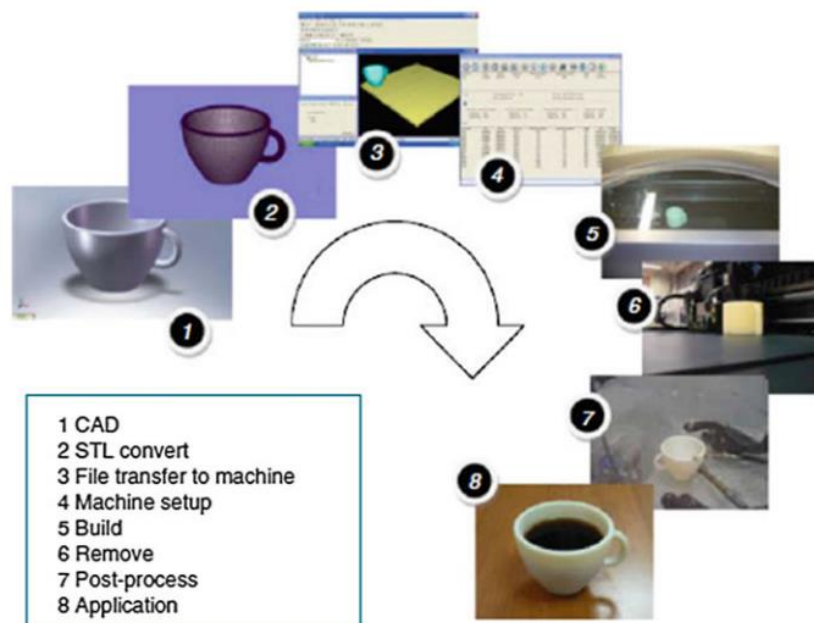 3
4
2
5
1
6
7
8
1 CAD
2 STL convert
3 File transfer to machine
4 Machine setup
5 Build
6 Remove
7 Post-process
8 Application